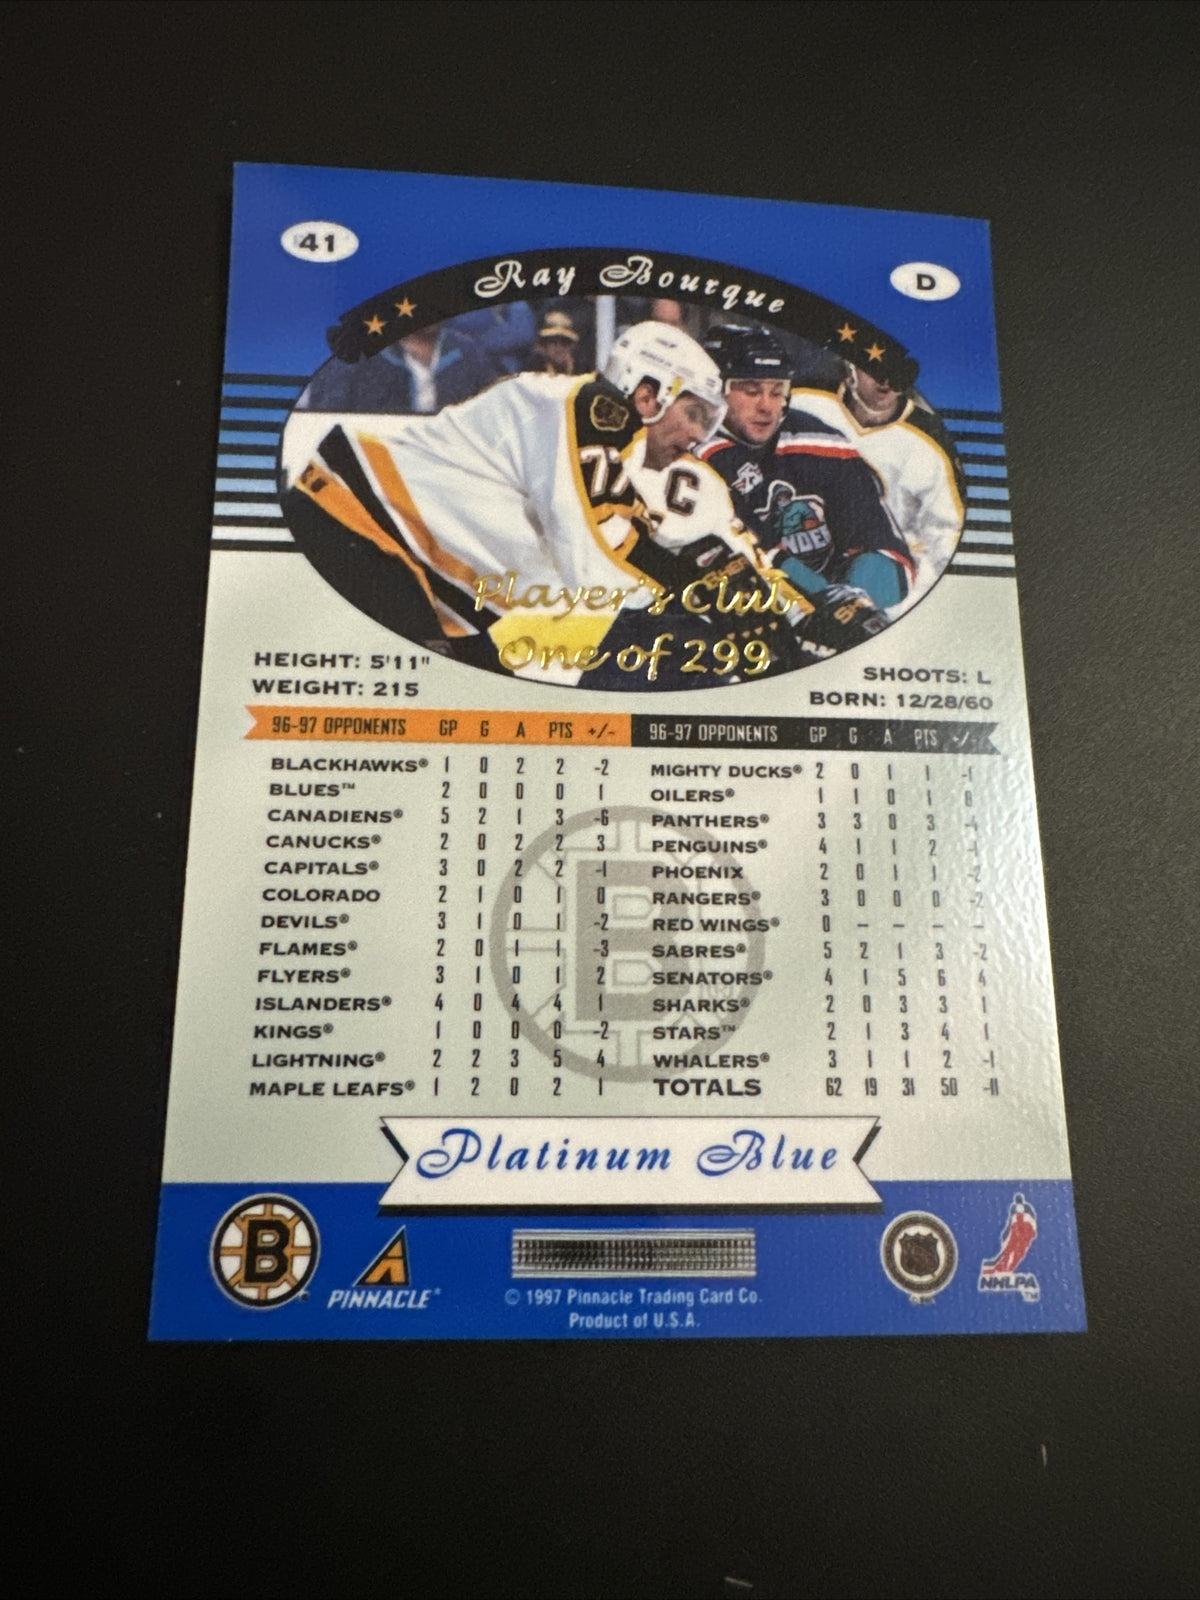 41
D
Ray Bourque
77
C
Player's Club
One of 299
HEIGHT: 5'11"
WEIGHT: 215
SHOOTS: L
BORN: 12/28/60
96-97 OPPONENTS GP G A PTS +/-
BLACKHAWKS® 1 0 2 2 -2
BLUES™ 2 0 0 0 1
CANADIENS® 5 2 1 3 -6
CANUCKS® 2 0 2 2 3
CAPITALS® 3 0 2 2 -1
COLORADO 2 1 0 1 0
DEVILS® 3 1 0 1 -2
FLAMES® 2 0 1 1 -3
FLYERS® 3 1 0 1 2
ISLANDERS® 4 0 4 4 1
KINGS® 1 0 0 0 -2
LIGHTNING® 2 2 3 5 4
MAPLE LEAFS® 1 2 0 2 1
96-97 OPPONENTS GP G A PTS +/-
MIGHTY DUCKS® 2 0 1 1 -1
OILERS® 1 1 0 1 0
PANTHERS® 3 3 0 3 -4
PENGUINS® 4 1 1 2 -1
PHOENIX 2 0 1 1 -2
RANGERS® 3 0 0 0 -2
RED WINGS® 0 – – – –
SABRES® 5 2 1 3 -2
SENATORS® 4 1 5 6 4
SHARKS® 2 0 3 3 1
STARS™ 2 1 3 4 1
WHALERS® 3 1 1 2 -1
TOTALS 62 19 31 50 -11
B
Platinum Blue
B
PINNACLE®
© 1997 Pinnacle Trading Card Co.
Product of U.S.A.
NHLPA
™